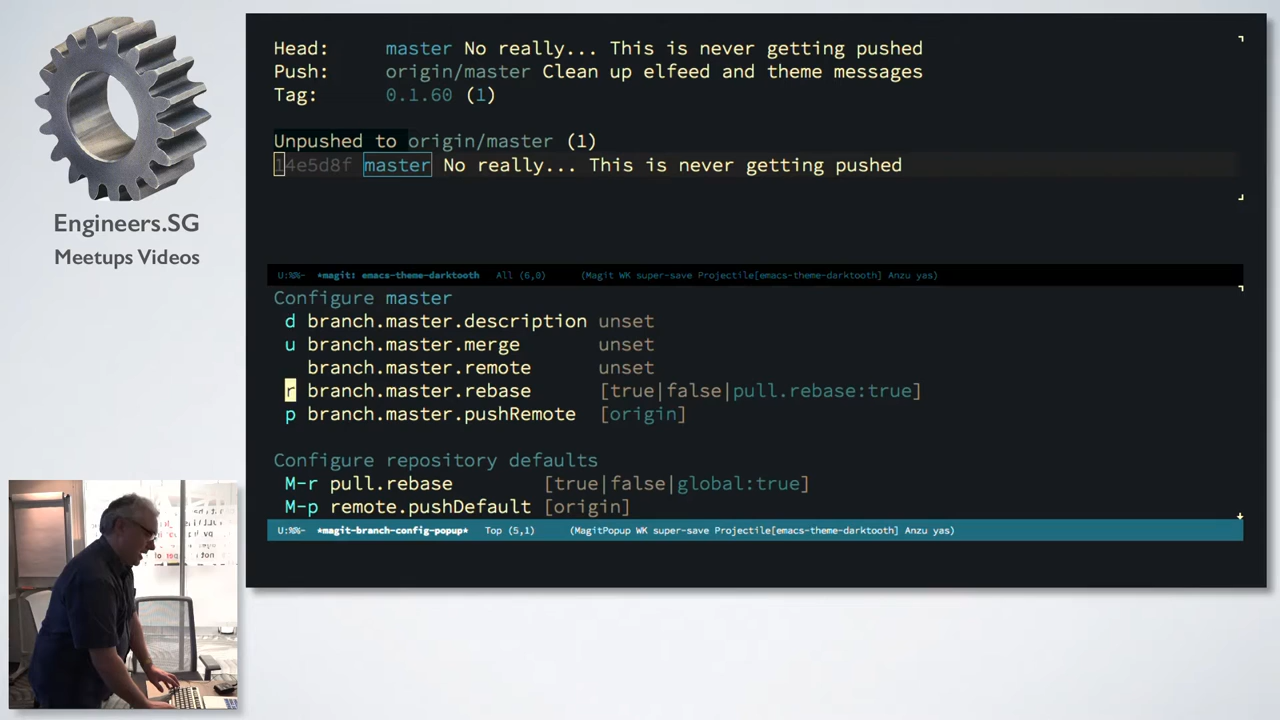 Engineers.SG
Meetups Videos
Head: master No really... This is never getting pushed
Push: origin/master Clean up elfeed and theme messages
Tag: 0.1.60 (1)
Unpushed to origin/master (1)
14e5d8f master No really... This is never getting pushed
U:%%- *magit: emacs-theme-darktooth All (6,0) (Magit WK super-save Projectile[emacs-theme-darktooth] Anzu yas)
Configure master
d branch.master.description unset
u branch.master.merge unset
branch.master.remote unset
r branch.master.rebase [true|false|pull.rebase:true]
p branch.master.pushRemote [origin]
Configure repository defaults
M-r pull.rebase [true|false|global:true]
M-p remote.pushDefault [origin]
U:%%- *magit-branch-config-popup* Top (5,1) (MagitPopup WK super-save Projectile[emacs-theme-darktooth] Anzu yas)